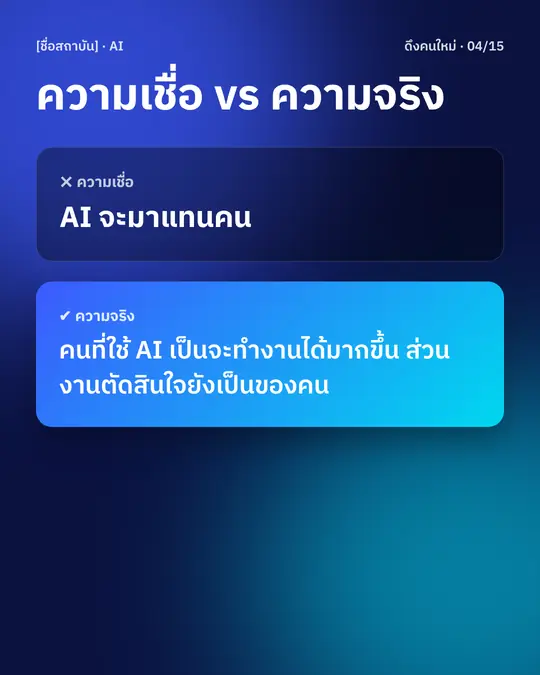 [ชื่อสถาบัน] · AI
ดึงคนใหม่ · 04/15
ความเชื่อ vs ความจริง
✕ ความเชื่อ
AI จะมาแทนคน
✔ ความจริง
คนที่ใช้ AI เป็นจะทำงานได้มากขึ้น ส่วน
งานตัดสินใจยังเป็นของคน